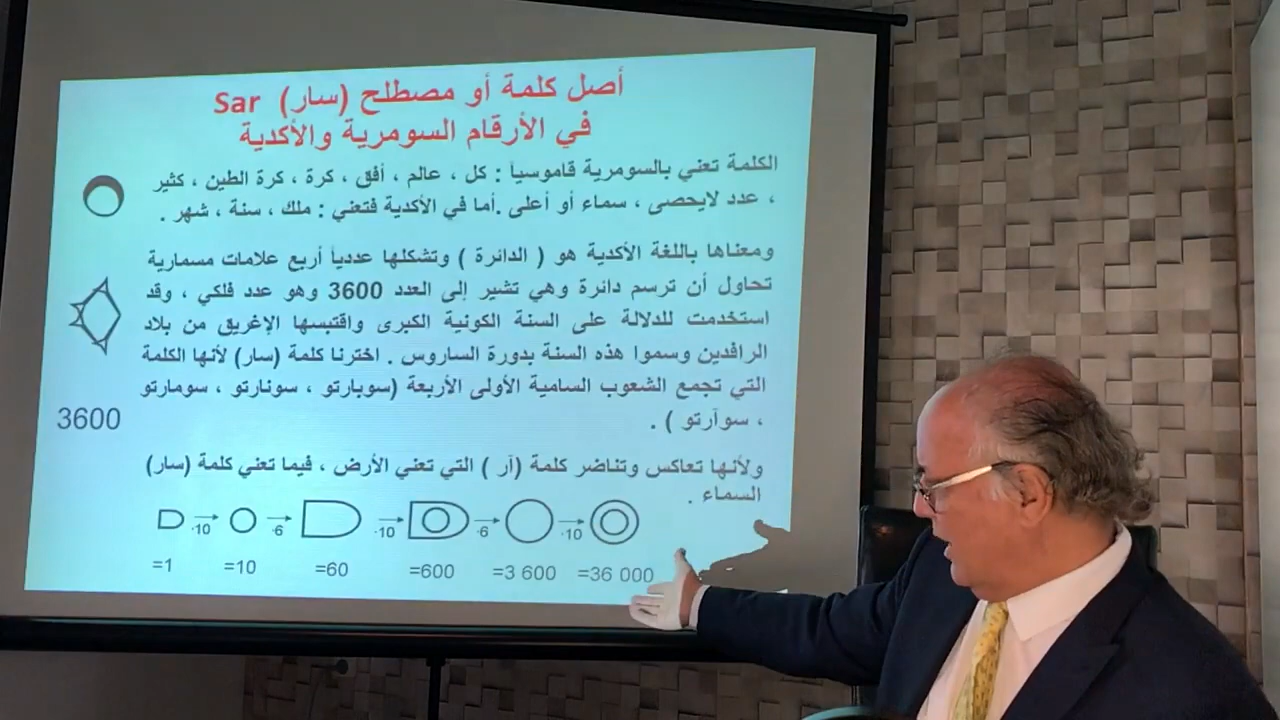 أصل كلمة أو مصطلح (سار) Sar
في الأرقام السومرية والأكدية
الكلمة تعني بالسومرية قاموسياً : كل ، عالم ، أفق ، كرة ، كرة الطين ، كثير
، عدد لايحصى ، سماء أو أعلى .أما في الأكدية فتعني : ملك ، سنة ، شهر .
ومعناها باللغة الأكدية هو ( الدائرة ) وتشكلها عددياً أربع علامات مسمارية
تحاول أن ترسم دائرة وهي تشير إلى العدد 3600 وهو عدد فلكي ، وقد
استخدمت للدلالة على السنة الكونية الكبرى واقتبسها الإغريق من بلاد
الرافدين وسموا هذه السنة بدورة الساروس . اخترنا كلمة (سار) لأنها الكلمة
التي تجمع الشعوب السامية الأولى الأربعة (سوبارتو ، سونارتو ، سومارتو
، سوآرتو ) .
3600
ولأنها تعاكس وتناضر كلمة (آر ) التي تعني الأرض ، فيما تعني كلمة (سار)
السماء .
·10 ·6 ·10 ·6 ·10
=1 =10 =60 =600 =3 600 =36 000